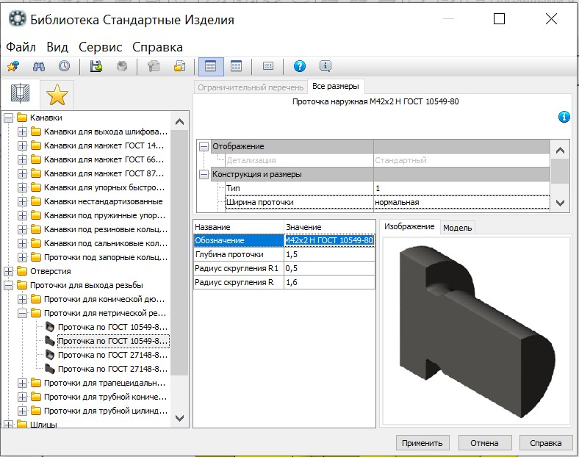 Библиотека Стандартные Изделия
Файл Вид Сервис Справка
Ограничительный перечень Все размеры
Проточка наружная М42х2 Н ГОСТ 10549-80
Отображение
Детализация Стандартный
Конструкция и размеры
Тип 1
Ширина проточки нормальная
Канавки
Канавки для выхода шлифова...
Канавки для манжет ГОСТ 14...
Канавки для манжет ГОСТ 66...
Канавки для манжет ГОСТ 87...
Канавки для упорных быстро...
Канавки нестандартизованные
Канавки под пружинные упор...
Канавки под резиновые кольц...
Канавки под сальниковые кол...
Проточки под запорные кольц...
Отверстия
Проточки для выхода резьбы
Проточки для конической дю...
Проточки для метрической ре...
Проточка по ГОСТ 10549-8...
Проточка по ГОСТ 10549-8...
Проточка по ГОСТ 27148-8...
Проточка по ГОСТ 27148-8...
Проточки для трапецеидальн...
Проточки для трубной кониче...
Проточки для трубной цилинд...
Шлицы
Название Значение
Обозначение М42х2 Н ГОСТ 10549-80
Глубина проточки 1,5
Радиус скругления R1 0,5
Радиус скругления R 1,6
Изображение Модель
Применить Отмена Справка